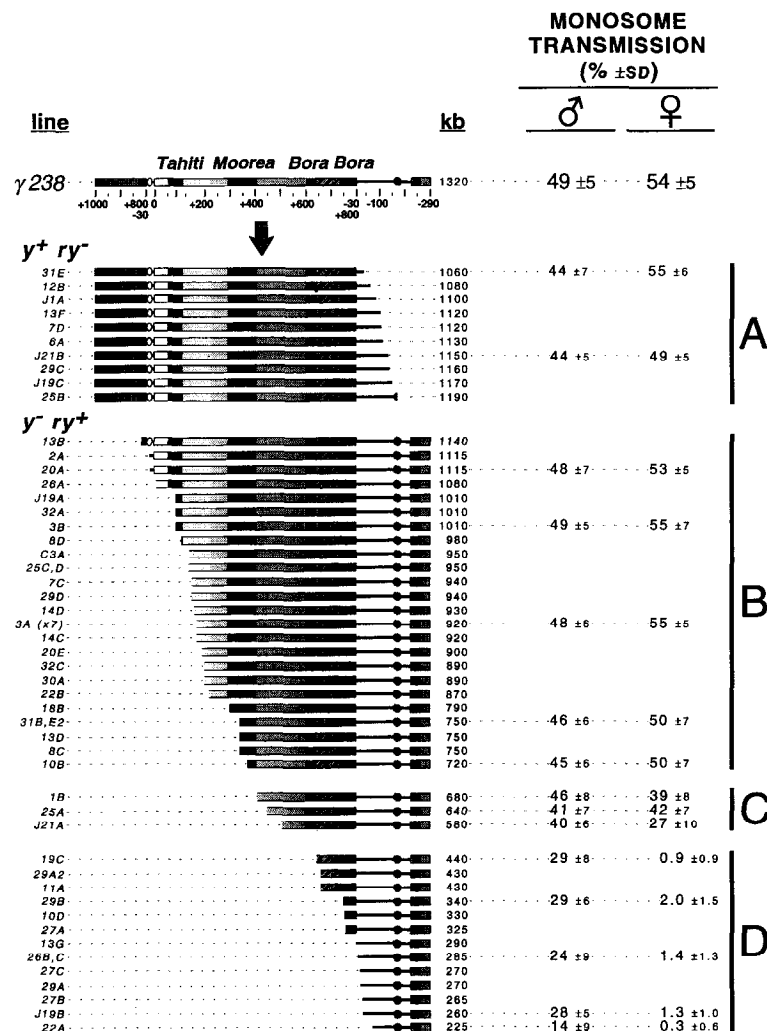 MONOSOME
TRANSMISSION
(% ±SD)
line kb ♂ ♀
Tahiti Moorea Bora Bora
γ238 1320 49 ±5 54 ±5
+1000 +800 0 +200 +400 +600 -30 -100 -290
-30 +800
y+ ry-
31E 1060 44 ±7 55 ±6
12B 1080
J1A 1100
13F 1120
7D 1120
6A 1130
J21B 1150 44 ±5 49 ±5
29C 1160
J19C 1170
25B 1190
A
y- ry+
13B 1140
2A 1115
20A 1115 48 ±7 53 ±5
26A 1080
J19A 1010
32A 1010
3B 1010 49 ±5 55 ±7
8D 980
C3A 950
25C,D 950
7C 940
29D 940
14D 930
3A (x7) 920 48 ±6 55 ±5
14C 920
20E 900
32C 890
30A 890
22B 870
18B 790
31B,E2 750 46 ±6 50 ±7
13D 750
8C 750
10B 720 45 ±6 50 ±7
B
1B 680 46 ±8 39 ±8
25A 640 41 ±7 42 ±7
J21A 580 40 ±6 27 ±10
C
19C 440 29 ±8 0.9 ±0.9
29A2 430
11A 430
29B 340 29 ±6 2.0 ±1.5
10D 330
27A 325
13G 290
26B,C 285 24 ±9 1.4 ±1.3
27C 270
29A 270
27B 265
J19B 260 28 ±5 1.3 ±1.0
22A 225 14 ±9 0.3 ±0.6
D